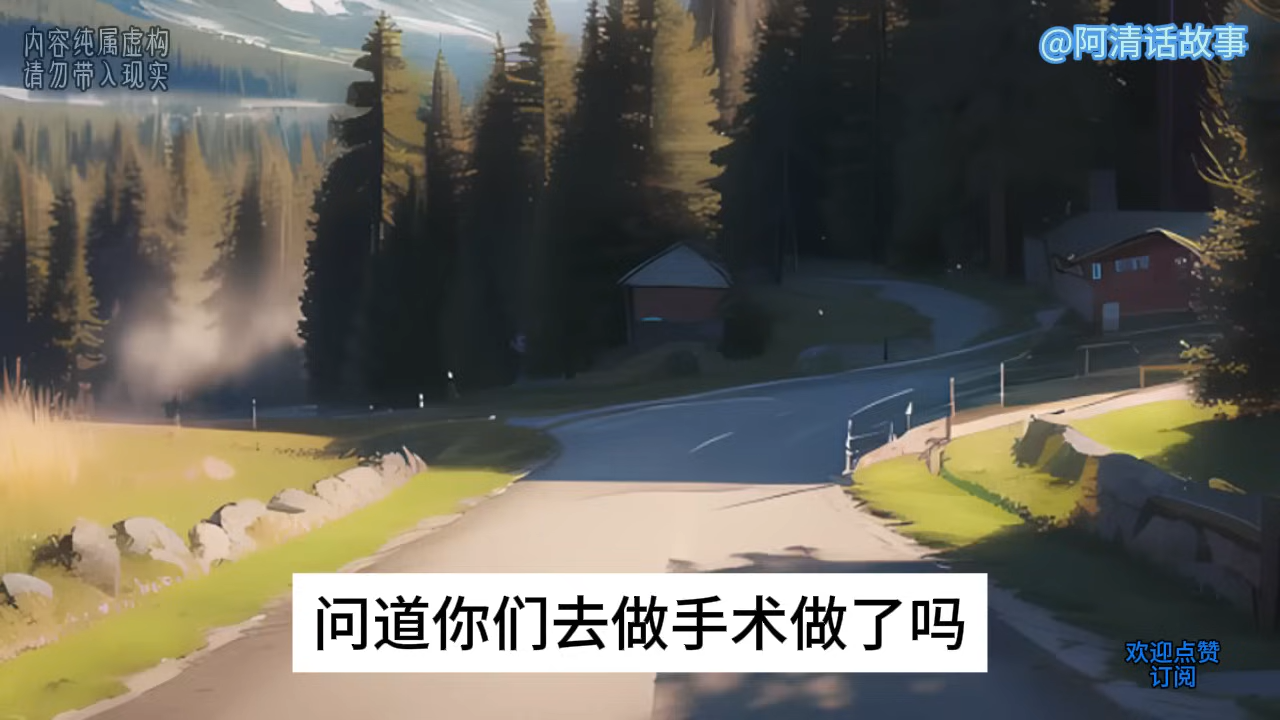 内容纯属虚构
请勿带入现实
@阿清话故事
问道你们去做手术做了吗
欢迎点赞
订阅